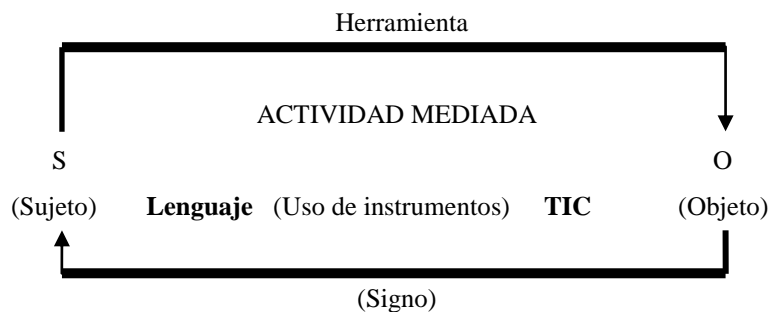 Herramienta
ACTIVIDAD MEDIADA
S O
(Sujeto) Lenguaje (Uso de instrumentos) TIC (Objeto)
(Signo)